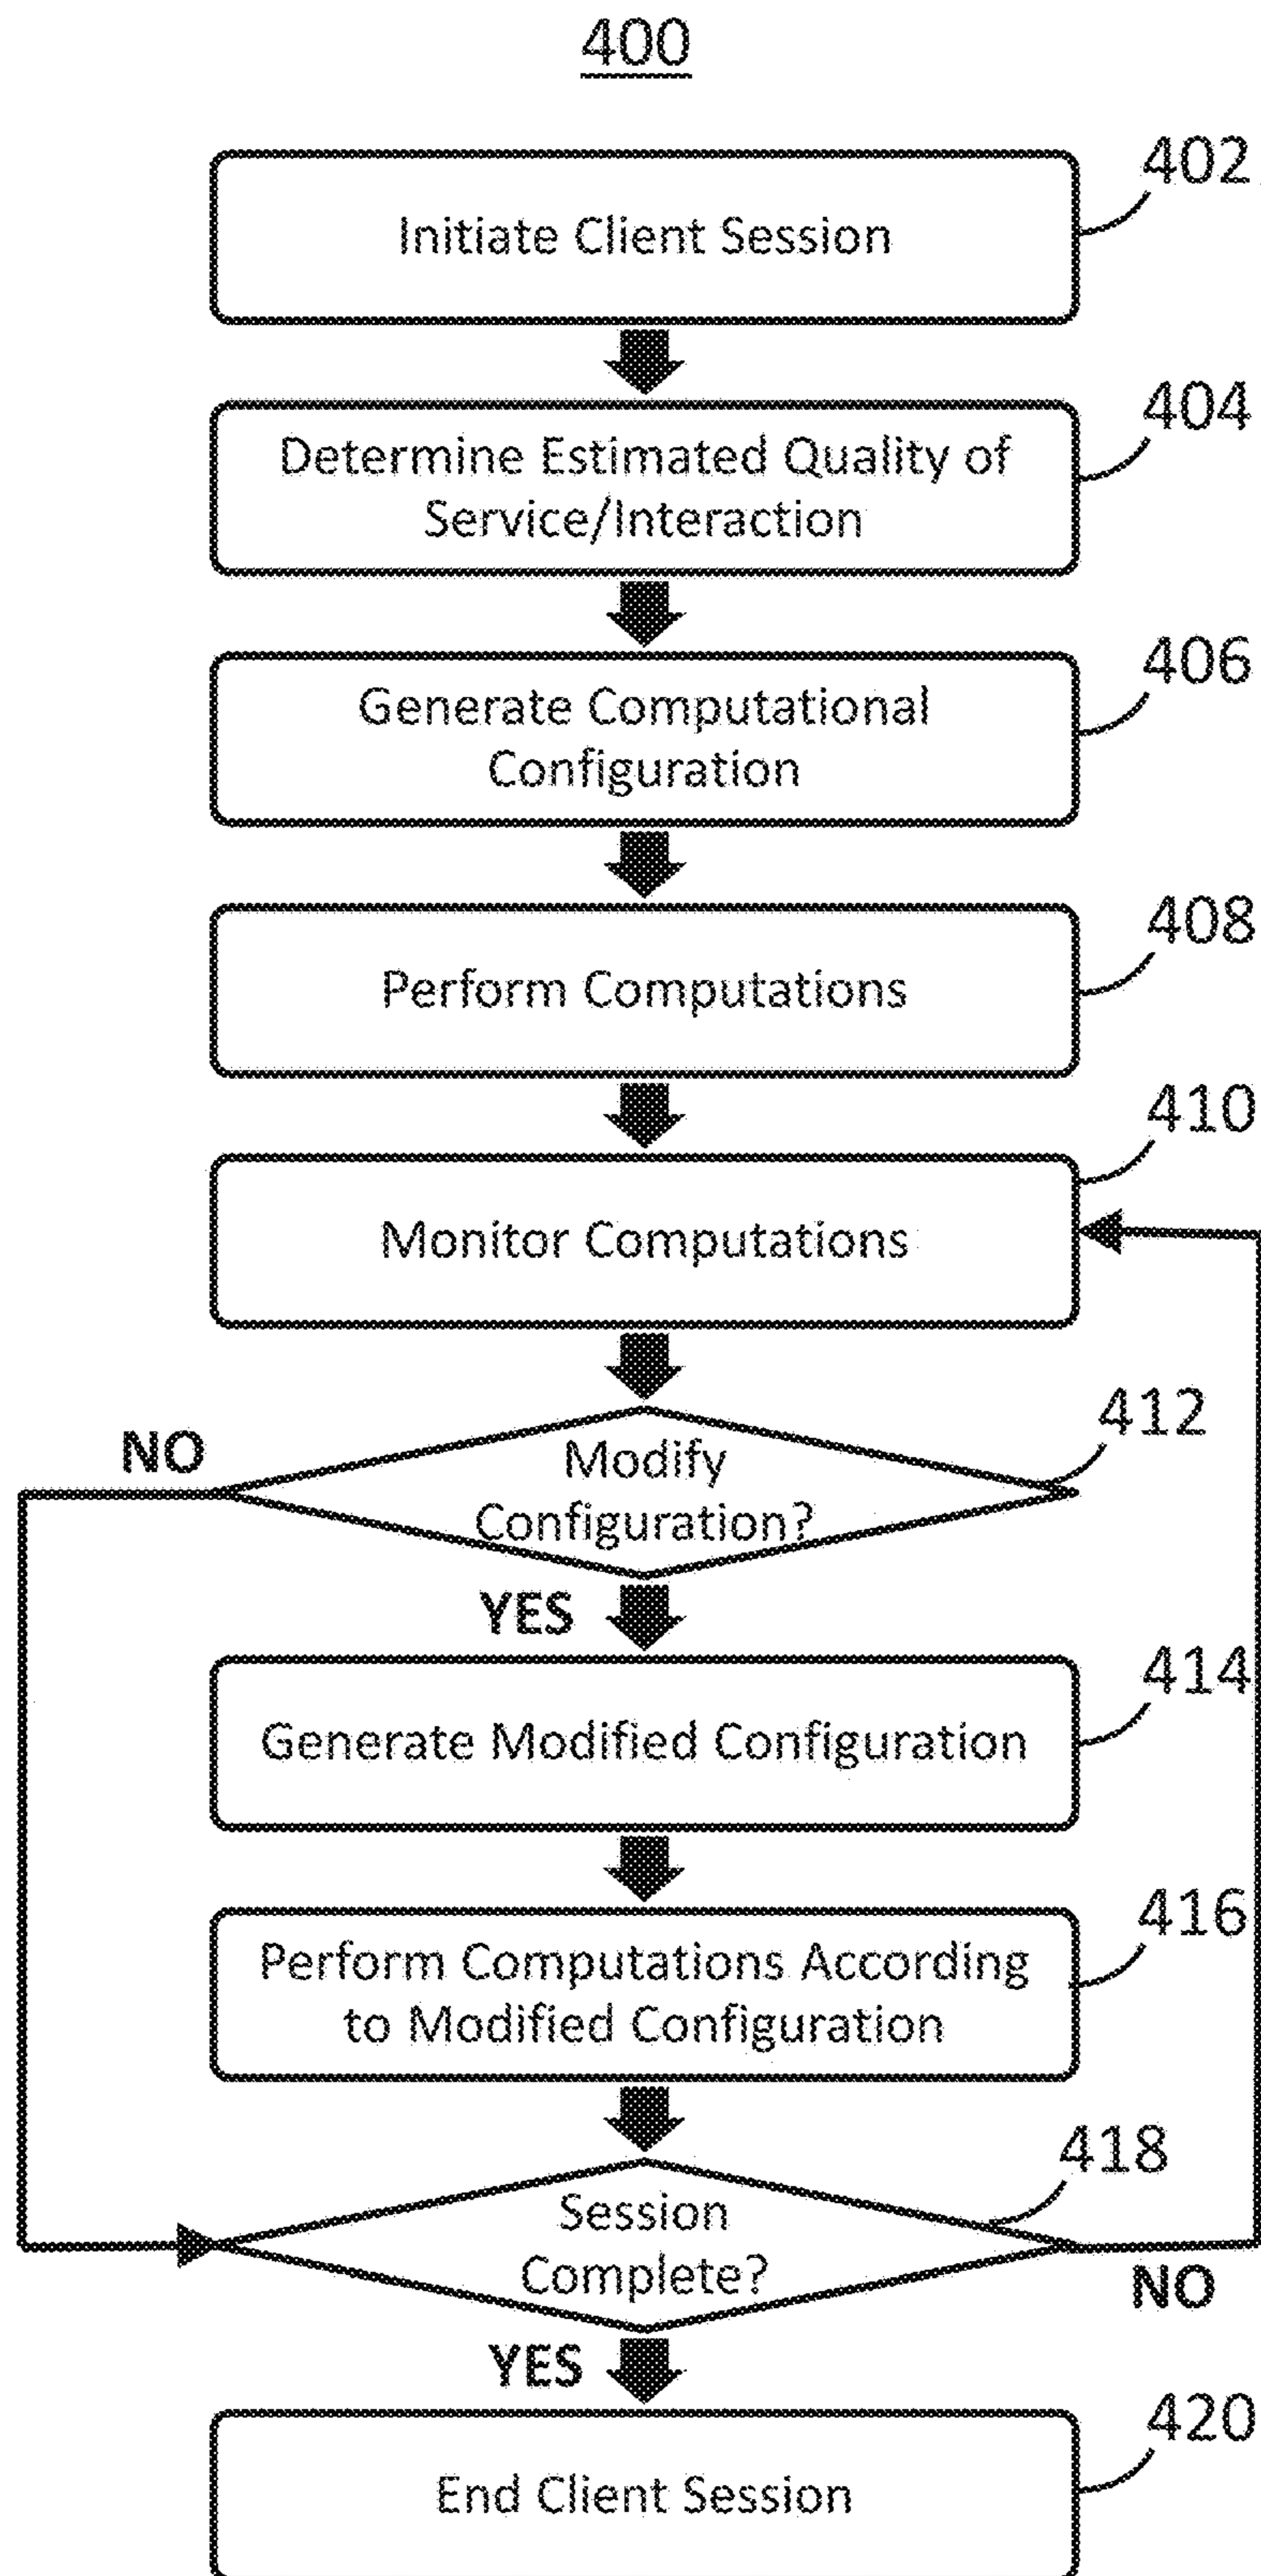 400
402
Initiate Client Session
404
Determine Estimated Quality of
Service/Interaction
406
Generate Computational
Configuration
408
Perform Computations
410
Monitor Computations
412
NO
Modify
Configuration?
YES
414
Generate Modified Configuration
416
Perform Computations According
to Modified Configuration
418
Session
Complete?
NO
YES
420
End Client Session